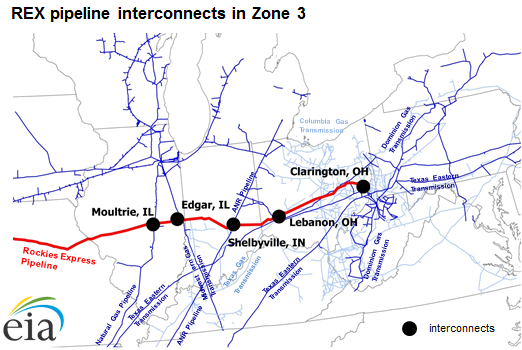 REX pipeline interconnects in Zone 3
Columbia Gas
Transmission
Dominion Gas
Transmission
ANR Pipeline
Clarington, OH
Texas Eastern
Transmission
Edgar, IL
Moultrie, IL
Lebanon, OH
Shelbyville, IN
Rockies Express
Pipeline
Dominion Gas
Transmission
Natural Gas Pipeline
Texas Eastern
Transmission
Midwest Gas
Transmission
ANR Pipeline
Texas Gas
Transmission
Texas Eastern
Transmission
eia
interconnects